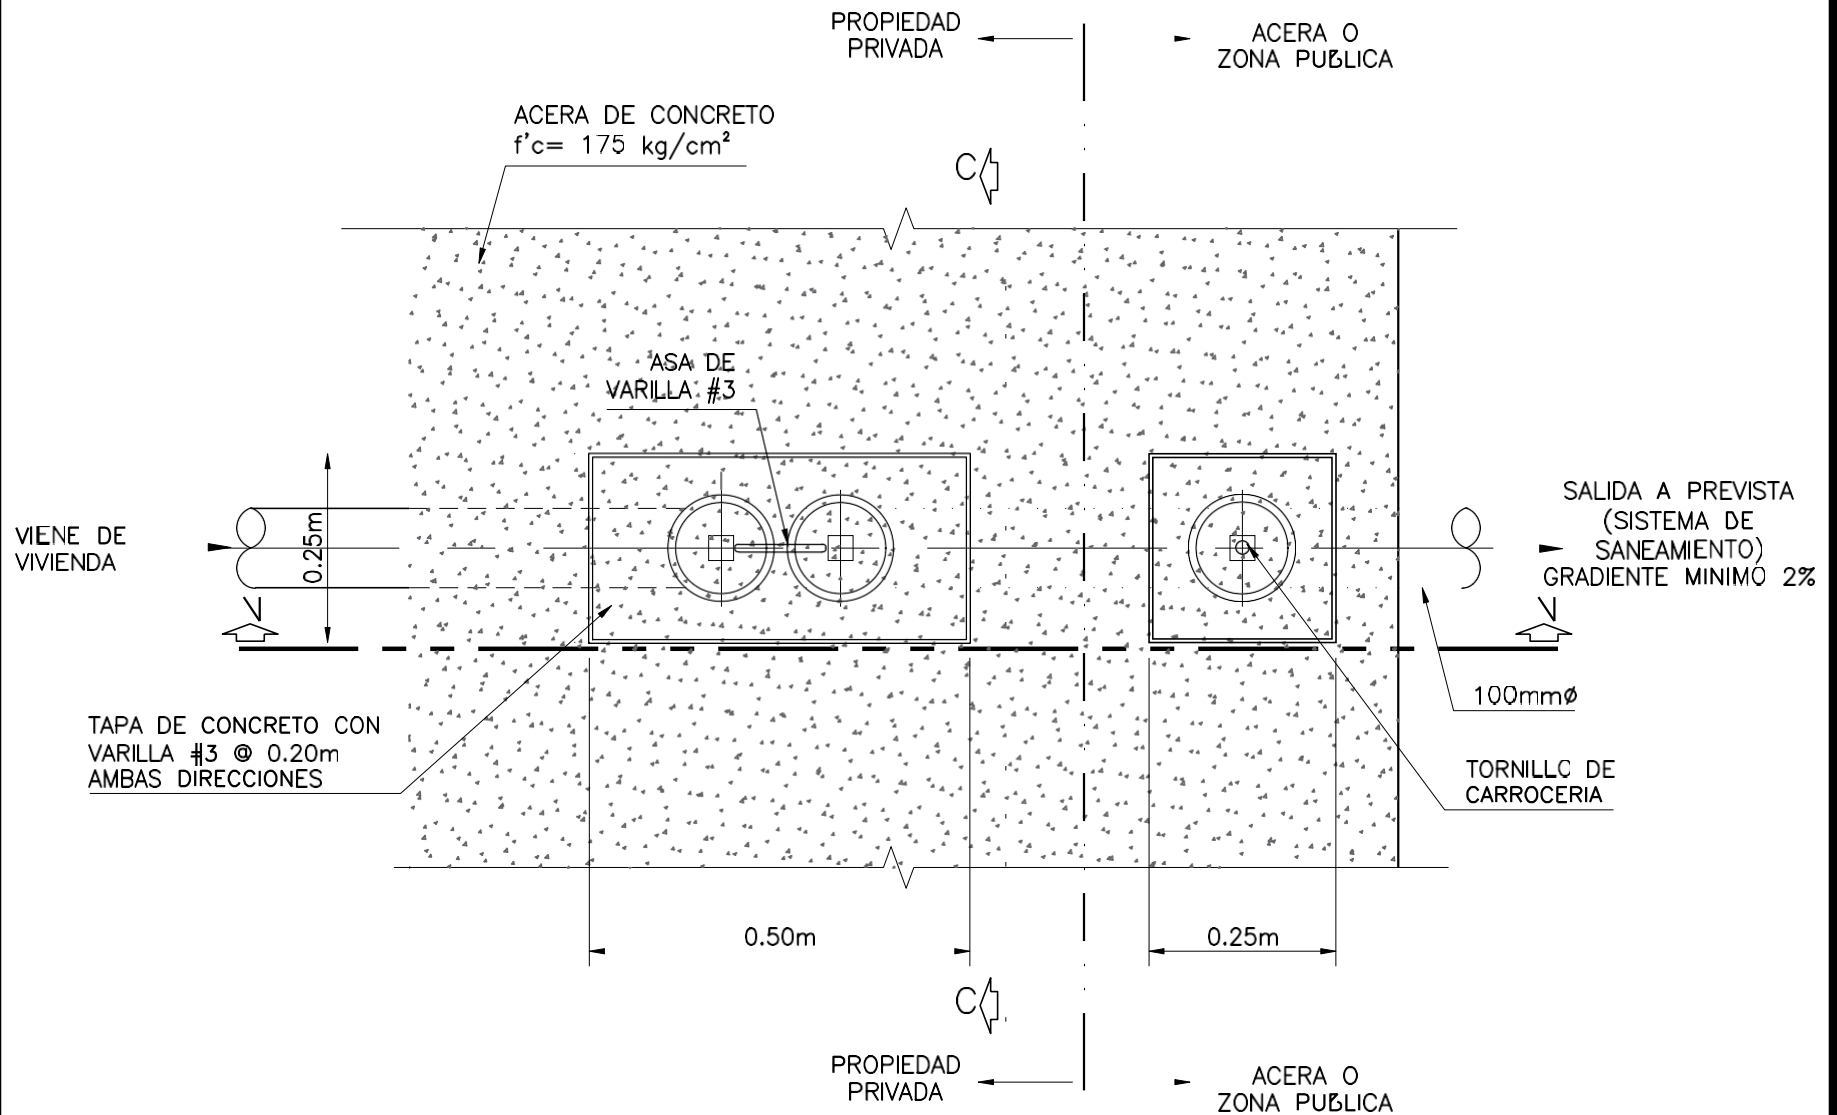 PROPIEDAD
PRIVADA
ACERA O
ZONA PUBLICA
ACERA DE CONCRETO
f'c= 175 kg/cm²
C
ASA DE
VARILLA #3
VIENE DE
VIVIENDA
0.25m
SALIDA A PREVISTA
(SISTEMA DE
SANEAMIENTO)
GRADIENTE MINIMO 2%
V
V
100mmø
TAPA DE CONCRETO CON
VARILLA #3 @ 0.20m
AMBAS DIRECCIONES
TORNILLO DE
CARROCERIA
0.50m
0.25m
C
PROPIEDAD
PRIVADA
ACERA O
ZONA PUBLICA